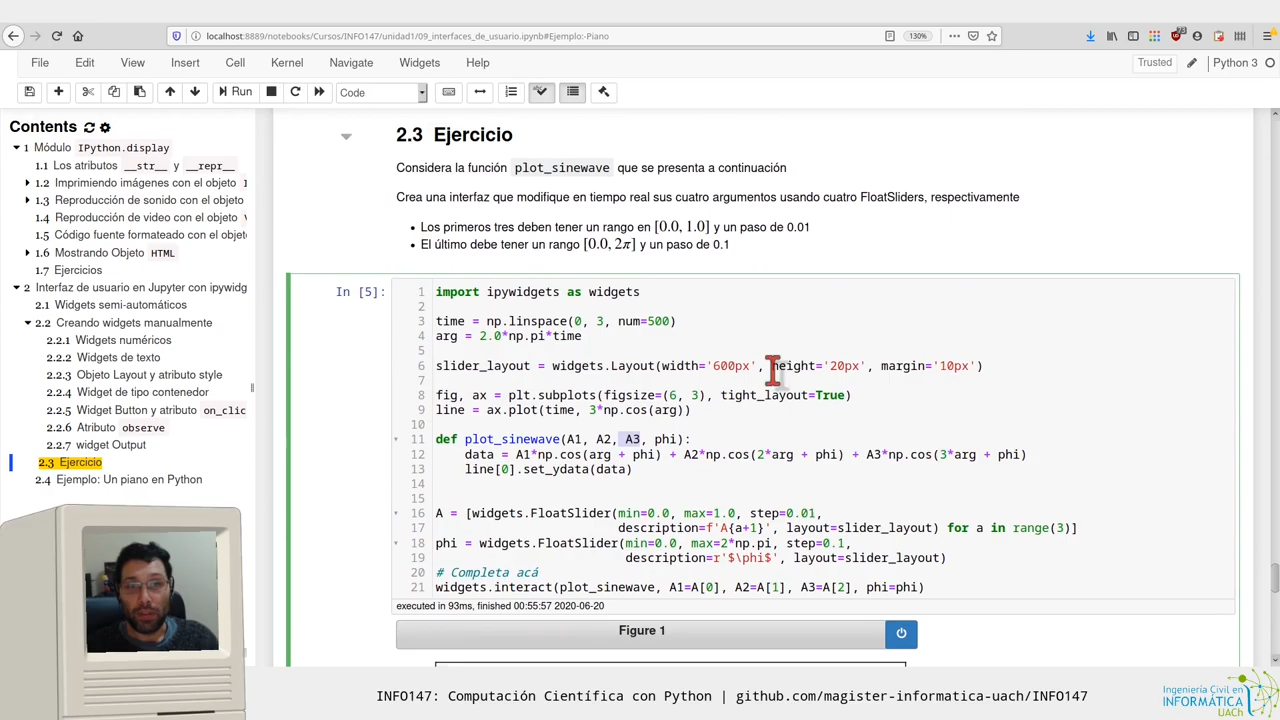 localhost:8889/notebooks/Cursos/INFO147/unidad1/09_interfaces_de_usuario.ipynb#Ejemplo:-Piano
130%
File Edit View Insert Cell Kernel Navigate Widgets Help
Trusted
Python 3
Run
Code
Contents
1 Módulo IPython.display
1.1 Los atributos __str__ y __repr__
1.2 Imprimiendo imágenes con el objeto I
1.3 Reproducción de sonido con el objeto
1.4 Reproducción de video con el objeto
1.5 Código fuente formateado con el objet
1.6 Mostrando Objeto HTML
1.7 Ejercicios
2 Interfaz de usuario en Jupyter con ipywidg
2.1 Widgets semi-automáticos
2.2 Creando widgets manualmente
2.2.1 Widgets numéricos
2.2.2 Widgets de texto
2.2.3 Objeto Layout y atributo style
2.2.4 Widget de tipo contenedor
2.2.5 Widget Button y atributo on_clic
2.2.6 Atributo observe
2.2.7 widget Output
2.3 Ejercicio
2.4 Ejemplo: Un piano en Python
2.3 Ejercicio
Considera la función plot_sinewave que se presenta a continuación
Crea una interfaz que modifique en tiempo real sus cuatro argumentos usando cuatro FloatSliders, respectivamente
• Los primeros tres deben tener un rango en [0.0, 1.0] y un paso de 0.01
• El último debe tener un rango [0.0, 2π] y un paso de 0.1
In [5]:
1 import ipywidgets as widgets
2
3 time = np.linspace(0, 3, num=500)
4 arg = 2.0*np.pi*time
5
6 slider_layout = widgets.Layout(width='600px', height='20px', margin='10px')
7
8 fig, ax = plt.subplots(figsize=(6, 3), tight_layout=True)
9 line = ax.plot(time, 3*np.cos(arg))
10
11 def plot_sinewave(A1, A2, A3, phi):
12 data = A1*np.cos(arg + phi) + A2*np.cos(2*arg + phi) + A3*np.cos(3*arg + phi)
13 line[0].set_ydata(data)
14
15
16 A = [widgets.FloatSlider(min=0.0, max=1.0, step=0.01,
17 description=f'A{a+1}', layout=slider_layout) for a in range(3)]
18 phi = widgets.FloatSlider(min=0.0, max=2*np.pi, step=0.1,
19 description=r'$\phi$', layout=slider_layout)
20 # Completa acá
21 widgets.interact(plot_sinewave, A1=A[0], A2=A[1], A3=A[2], phi=phi)
executed in 93ms, finished 00:55:57 2020-06-20
Figure 1
INFO147: Computación Científica con Python | github.com/magister-informatica-uach/INFO147
Ingeniería Civil en
INFORMÁTICA
UACh